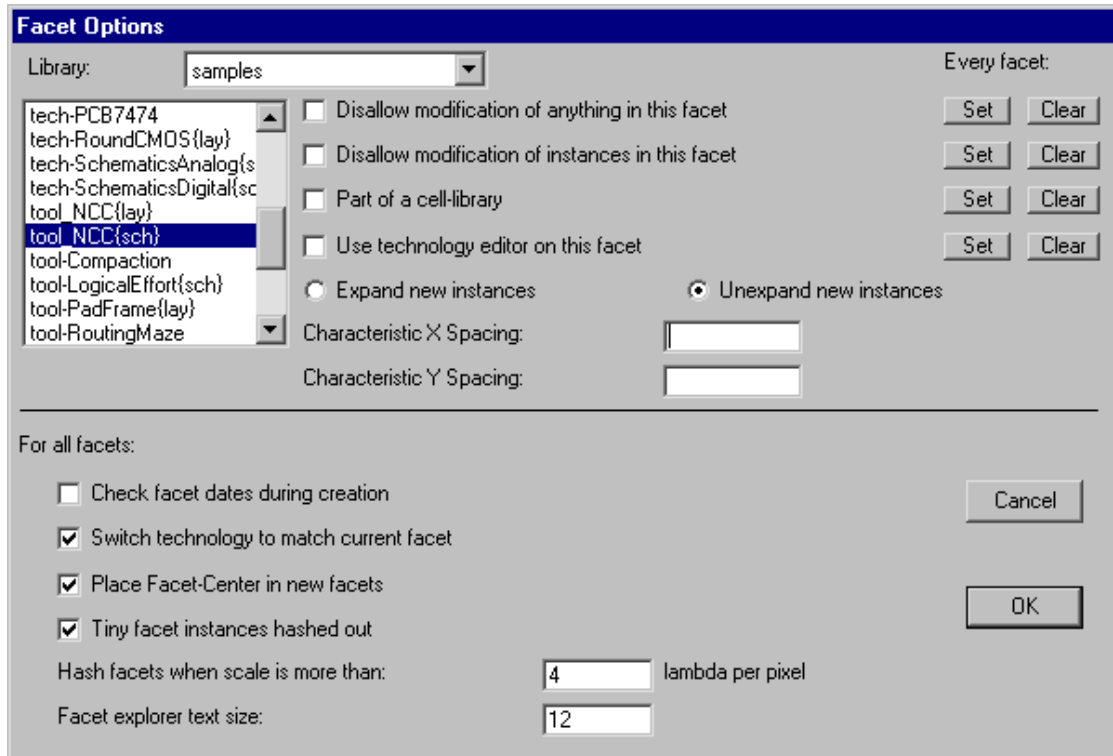 Facet Options
Library:
samples
Every facet:
tech-PCB7474
tech-RoundCMOS{lay}
tech-SchematicsAnalog{s
tech-SchematicsDigital{sc
tool_NCC{lay}
tool_NCC{sch}
tool-Compaction
tool-LogicalEffort{sch}
tool-PadFrame{lay}
tool-RoutingMaze
Disallow modification of anything in this facet Set Clear
Disallow modification of instances in this facet Set Clear
Part of a cell-library Set Clear
Use technology editor on this facet Set Clear
Expand new instances Unexpand new instances
Characteristic X Spacing:
Characteristic Y Spacing:
For all facets:
Check facet dates during creation
Cancel
Switch technology to match current facet
Place Facet-Center in new facets
OK
Tiny facet instances hashed out
Hash facets when scale is more than: 4 lambda per pixel
Facet explorer text size: 12